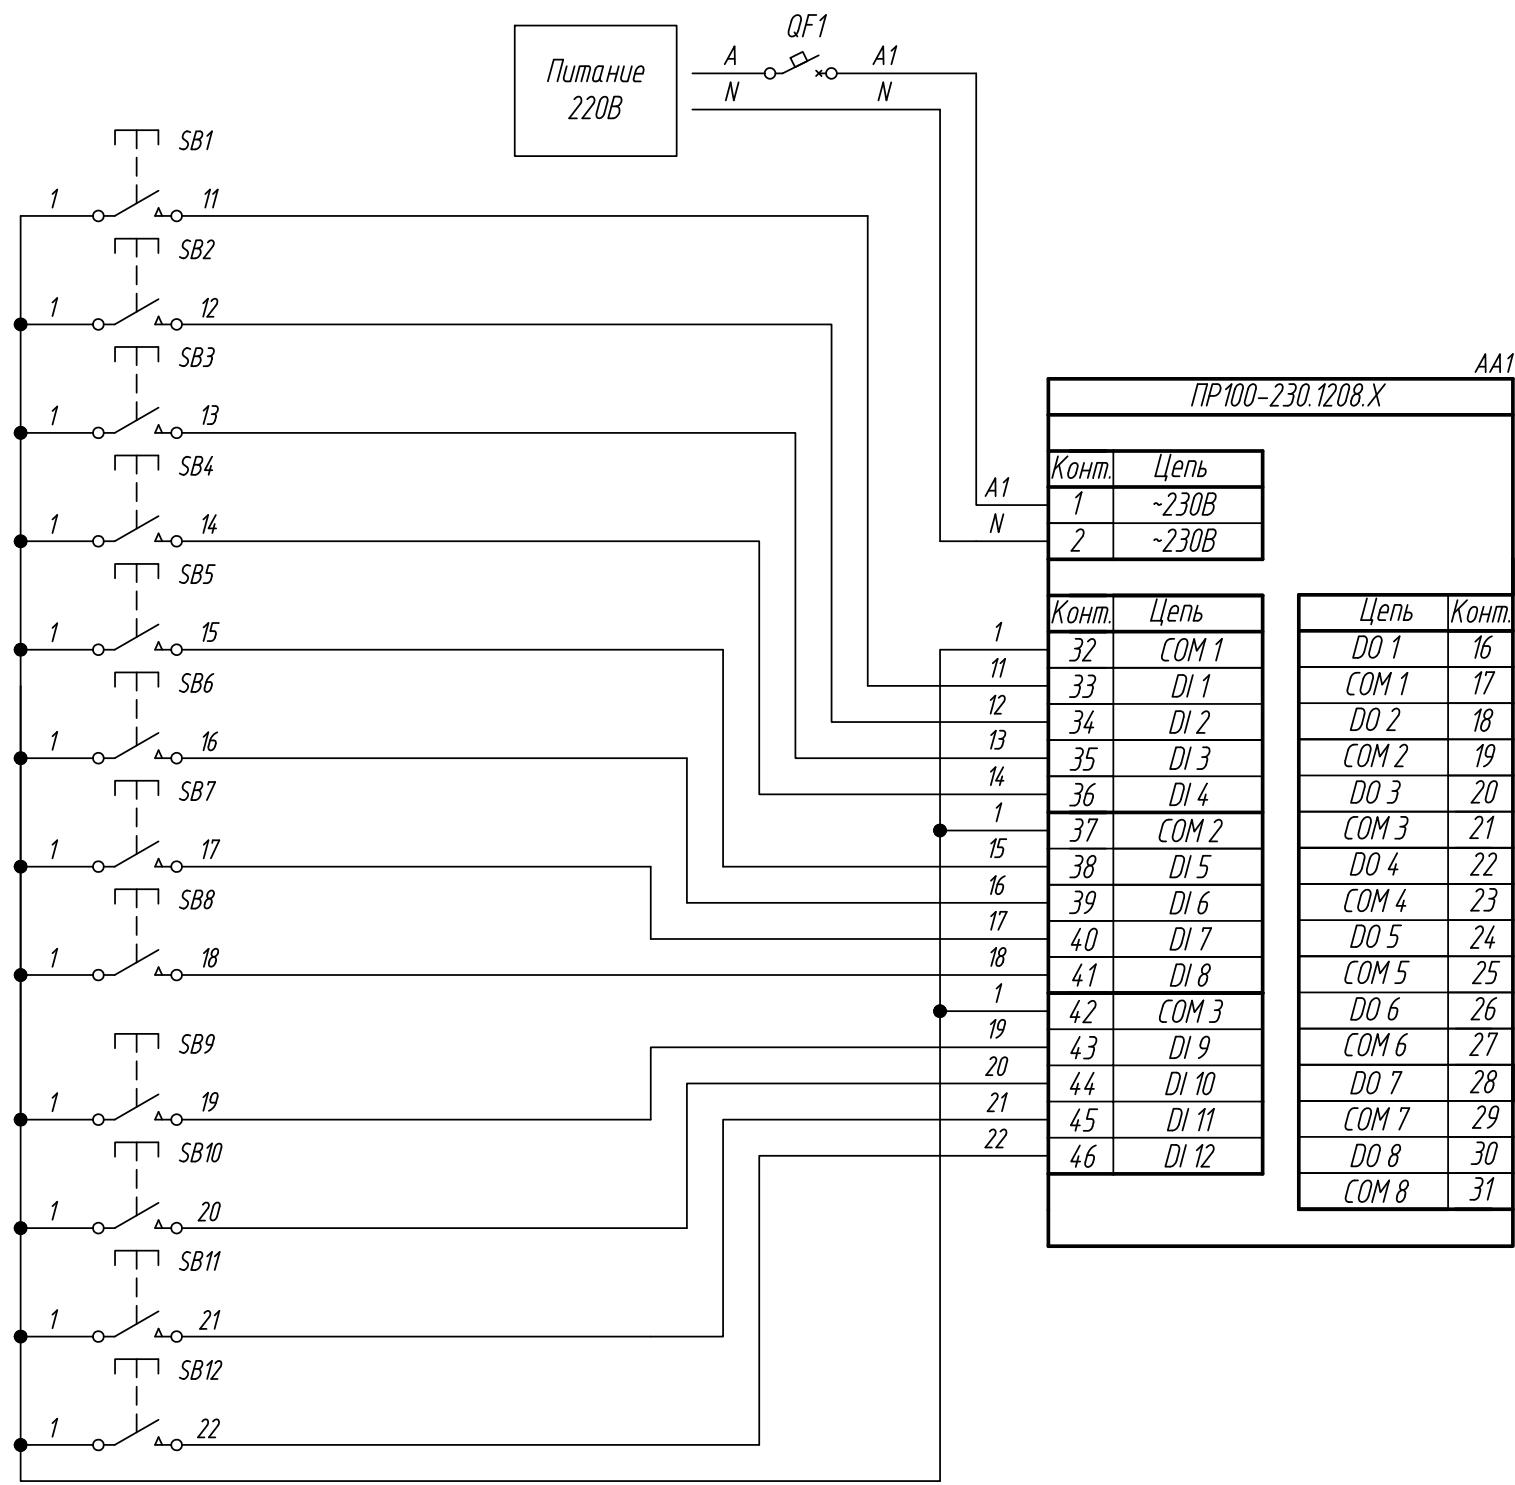 QF1
A
A1
Питание
220В
N
N
SB1
1
11
SB2
1
12
SB3
1
13
SB4
1
14
SB5
1
15
SB6
1
16
SB7
1
17
SB8
1
18
SB9
1
19
SB10
1
20
SB11
1
21
SB12
1
22
АА1
ПР100-230.1208.Х
Конт. Цепь
A1 1 ~230В
N 2 ~230В
Конт. Цепь
1 32 COM 1
11 33 DI 1
12 34 DI 2
13 35 DI 3
14 36 DI 4
1 37 COM 2
15 38 DI 5
16 39 DI 6
17 40 DI 7
18 41 DI 8
1 42 COM 3
19 43 DI 9
20 44 DI 10
21 45 DI 11
22 46 DI 12
Цепь Конт.
DO 1 16
COM 1 17
DO 2 18
COM 2 19
DO 3 20
COM 3 21
DO 4 22
COM 4 23
DO 5 24
COM 5 25
DO 6 26
COM 6 27
DO 7 28
COM 7 29
DO 8 30
COM 8 31